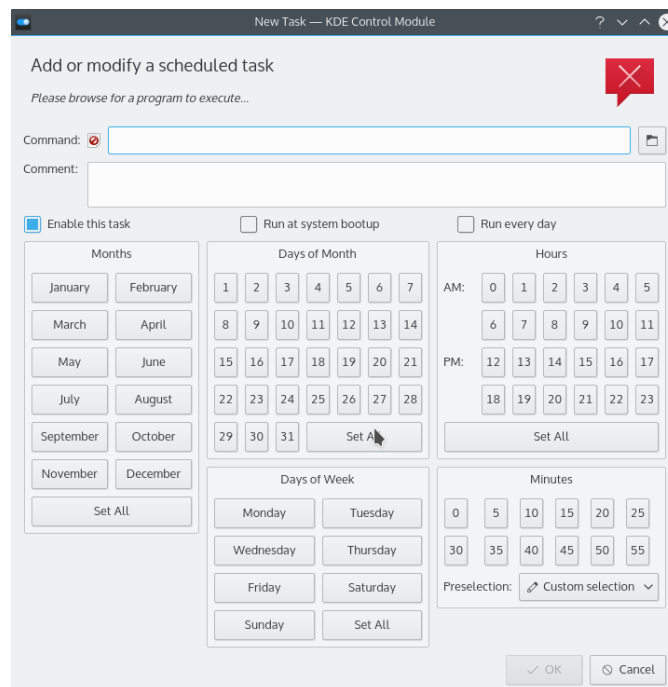 New Task — KDE Control Module
Add or modify a scheduled task
Please browse for a program to execute...
Command:
Comment:
Enable this task
Run at system bootup
Run every day
Months
January February
March April
May June
July August
September October
November December
Set All
Days of Month
1 2 3 4 5 6 7
8 9 10 11 12 13 14
15 16 17 18 19 20 21
22 23 24 25 26 27 28
29 30 31 Set All
Days of Week
Monday Tuesday
Wednesday Thursday
Friday Saturday
Sunday Set All
Hours
AM: 0 1 2 3 4 5
6 7 8 9 10 11
PM: 12 13 14 15 16 17
18 19 20 21 22 23
Set All
Minutes
0 5 10 15 20 25
30 35 40 45 50 55
Preselection: Custom selection
OK Cancel